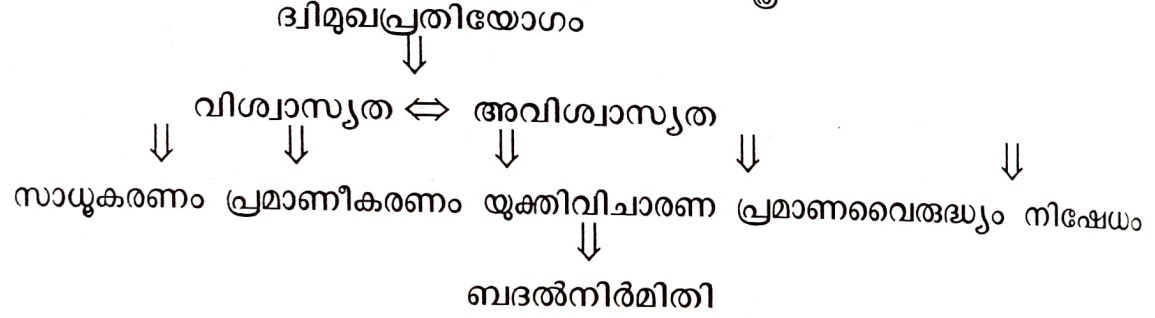 ദ്വിമുഖപ്രതിയോഗം
⇓
വിശ്വാസ്യത ⇔ അവിശ്വാസ്യത
⇓ ⇓ ⇓ ⇓ ⇓
സാധൂകരണം പ്രമാണീകരണം യുക്തിവിചാരണ പ്രമാണവൈരുദ്ധ്യം നിഷേധം
⇓
ബദൽനിർമിതി